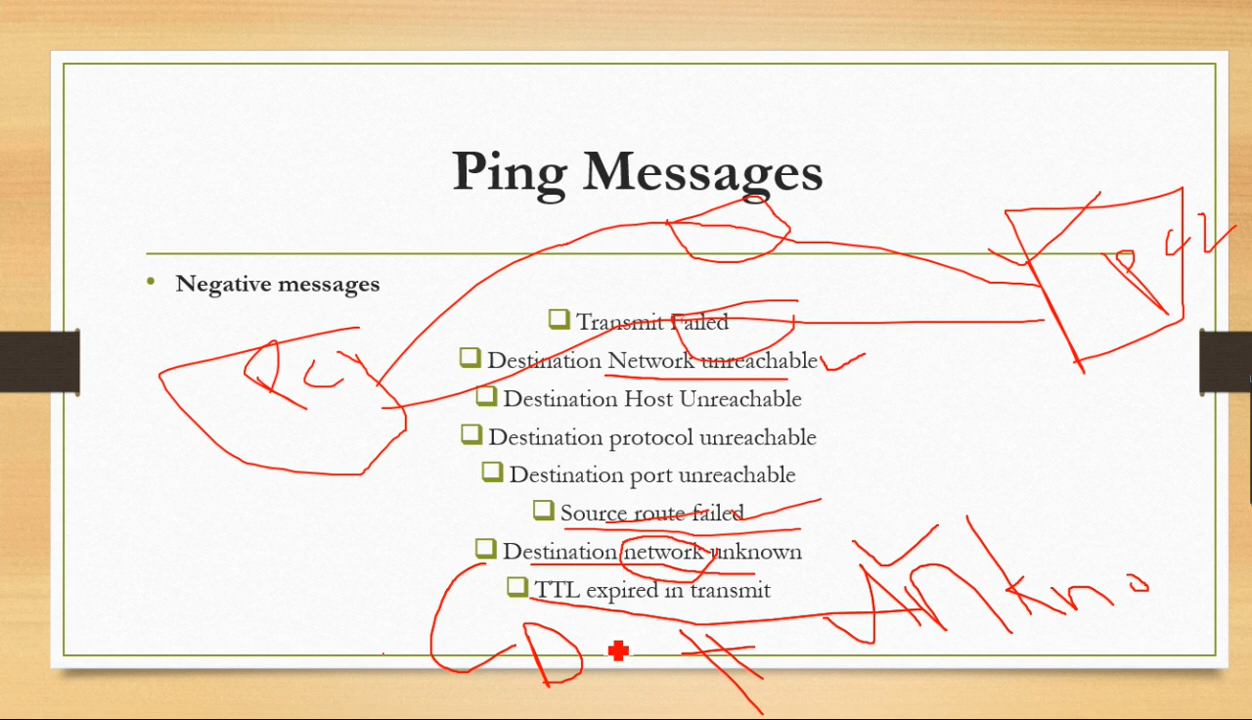 Ping Messages
Negative messages
Transmit Failed
Destination Network unreachable
Destination Host Unreachable
Destination protocol unreachable
Destination port unreachable
Source route failed
Destination network unknown
TTL expired in transmit